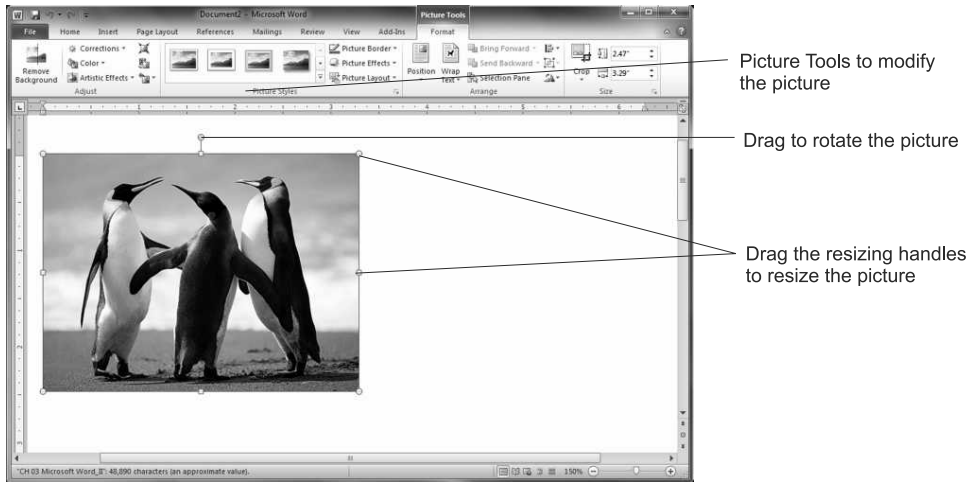 Document2 - Microsoft Word
Picture Tools
File Home Insert Page Layout References Mailings Review View Add-Ins Format
Remove Background
Corrections
Color
Artistic Effects
Adjust
Picture Styles
Picture Border
Picture Effects
Picture Layout
Position
Wrap Text
Bring Forward
Send Backward
Selection Pane
Arrange
Crop
2.47"
3.29"
Size
Picture Tools to modify
the picture
Drag to rotate the picture
Drag the resizing handles
to resize the picture
"CH 03 Microsoft Word_II": 48,890 characters (an approximate value).
150%